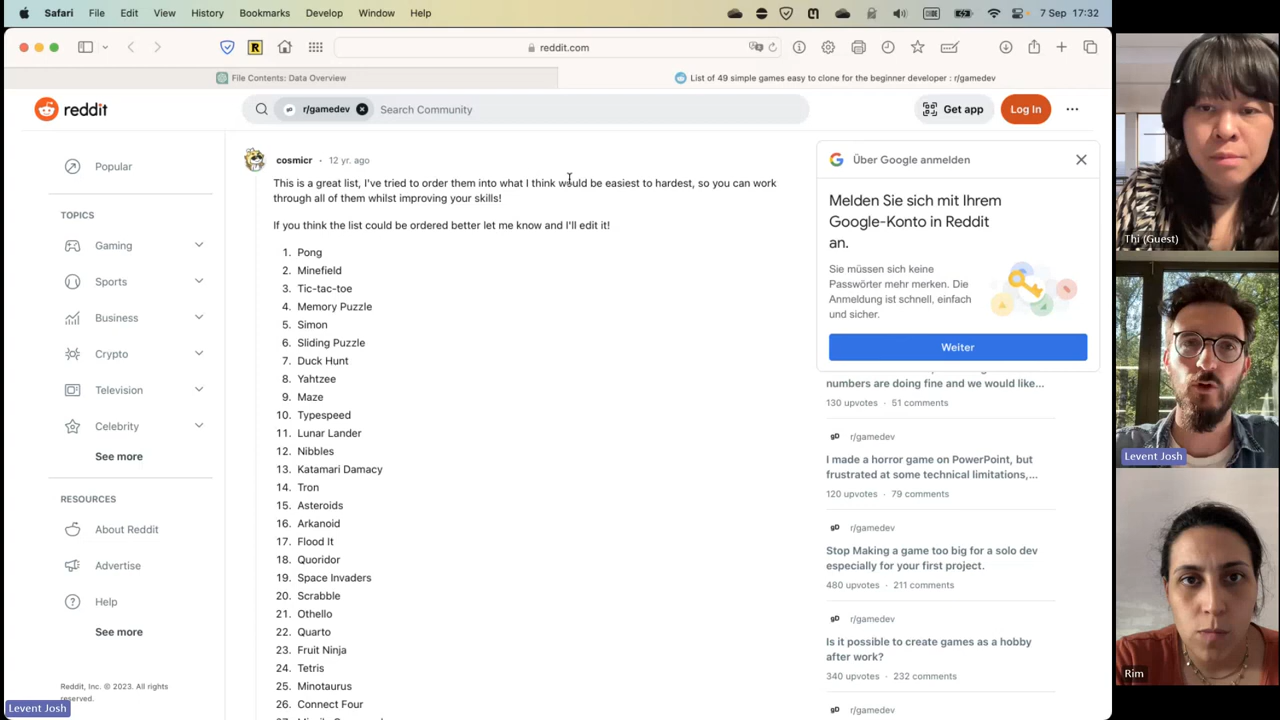 Safari File Edit View History Bookmarks Develop Window Help 7 Sep 17:32
reddit.com
File Contents: Data Overview
List of 49 simple games easy to clone for the beginner developer : r/gamedev
reddit
r/gamedev Search Community
Get app
Log In
Popular
TOPICS
Gaming
Sports
Business
Crypto
Television
Celebrity
See more
RESOURCES
About Reddit
Advertise
Help
See more
Reddit, Inc. © 2023. All rights
reserved.
Levent Josh
cosmicr · 12 yr. ago
This is a great list, I've tried to order them into what I think would be easiest to hardest, so you can work
through all of them whilst improving your skills!
If you think the list could be ordered better let me know and I'll edit it!
1. Pong
2. Minefield
3. Tic-tac-toe
4. Memory Puzzle
5. Simon
6. Sliding Puzzle
7. Duck Hunt
8. Yahtzee
9. Maze
10. Typespeed
11. Lunar Lander
12. Nibbles
13. Katamari Damacy
14. Tron
15. Asteroids
16. Arkanoid
17. Flood It
18. Quoridor
19. Space Invaders
20. Scrabble
21. Othello
22. Quarto
23. Fruit Ninja
24. Tetris
25. Minotaurus
26. Connect Four
Über Google anmelden
Melden Sie sich mit Ihrem
Google-Konto in Reddit
an.
Sie müssen sich keine
Passwörter mehr merken. Die
Anmeldung ist schnell, einfach
und sicher.
Weiter
numbers are doing fine and we would like...
130 upvotes · 51 comments
r/gamedev
I made a horror game on PowerPoint, but
frustrated at some technical limitations,...
120 upvotes · 79 comments
r/gamedev
Stop Making a game too big for a solo dev
especially for your first project.
480 upvotes · 211 comments
r/gamedev
Is it possible to create games as a hobby
after work?
340 upvotes · 232 comments
r/gamedev
Thi (Guest)
Levent Josh
Rim